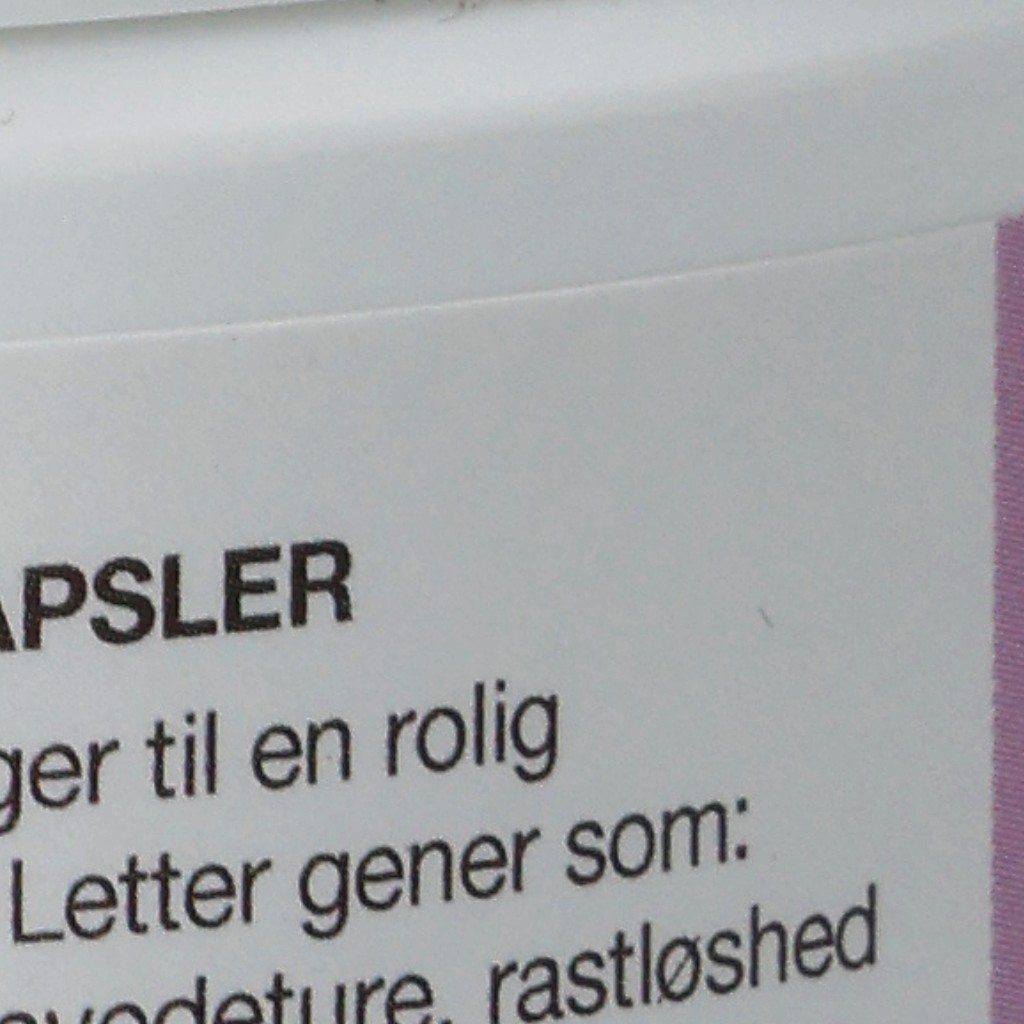 APSLER
ger til en rolig
Letter gener som:
rastløshed